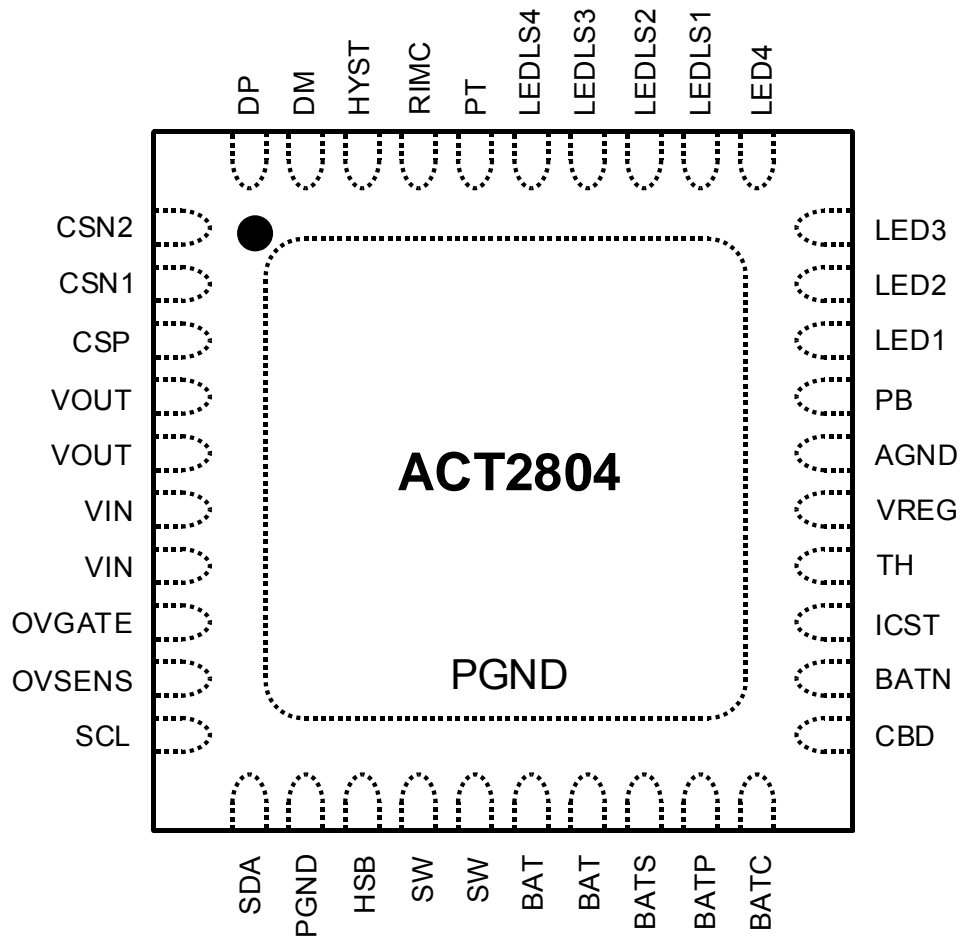 DP
DM
HYST
RIMC
PT
LEDLS4
LEDLS3
LEDLS2
LEDLS1
LED4
CSN2
CSN1
CSP
VOUT
VOUT
VIN
VIN
OVGATE
OVSENS
SCL
ACT2804
PGND
LED3
LED2
LED1
PB
AGND
VREG
TH
ICST
BATN
CBD
SDA
PGND
HSB
SW
SW
BAT
BAT
BATS
BATP
BATC